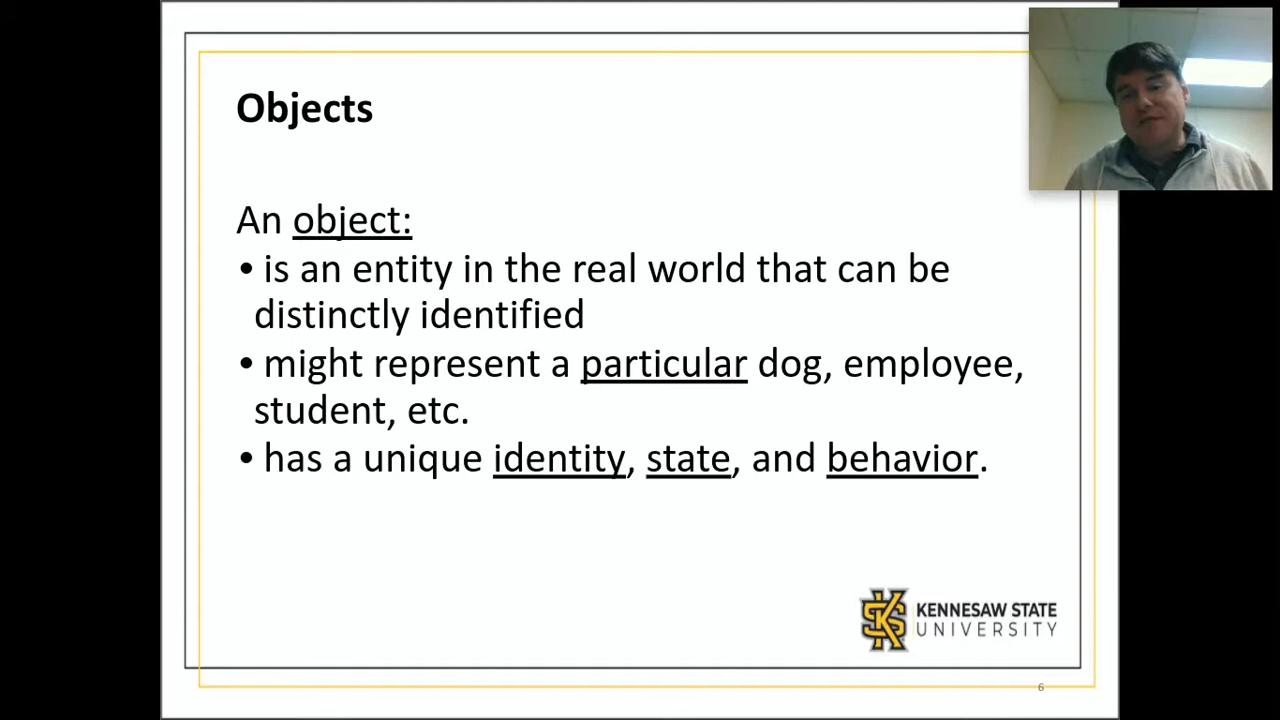 Objects
An object:
• is an entity in the real world that can be
distinctly identified
• might represent a particular dog, employee,
student, etc.
• has a unique identity, state, and behavior.
KENNESAW STATE
UNIVERSITY
6